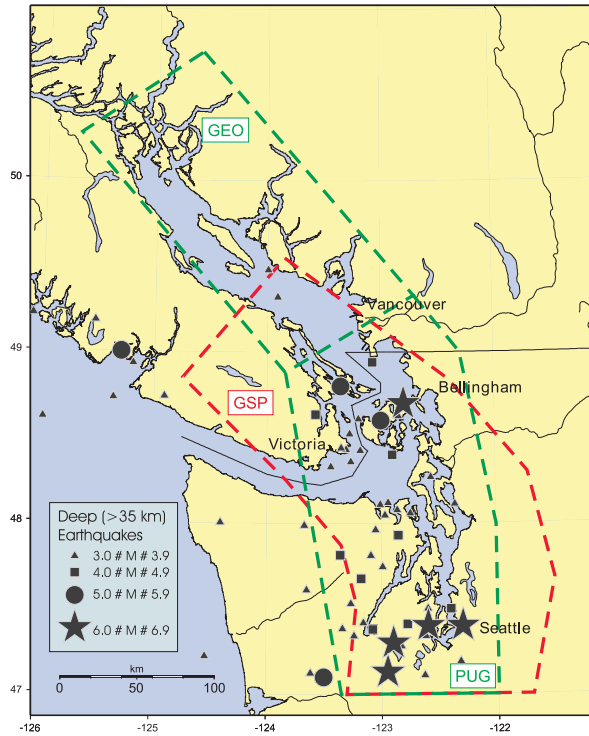 GEO
50
Vancouver
49
Bellingham
GSP
Victoria
48
Deep (>35 km)
Earthquakes
3.0 # M # 3.9
4.0 # M # 4.9
5.0 # M # 5.9
6.0 # M # 6.9
km
0 50 100
Seattle
PUG
47
-126 -125 -124 -123 -122